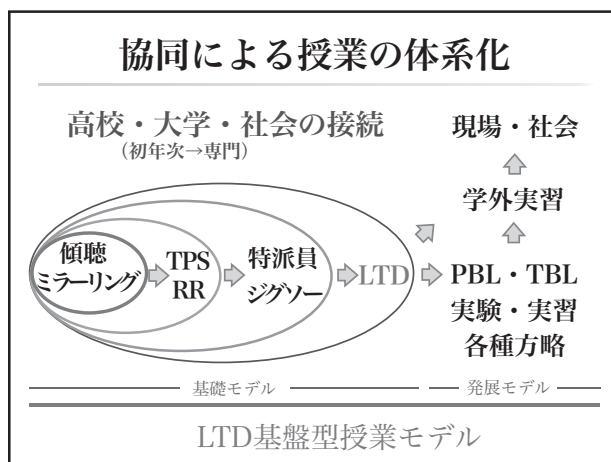 協同による授業の体系化
高校・大学・社会の接続
（初年次→専門）
現場・社会
学外実習
傾聴
ミラーリング
TPS
RR
特派員
ジグソー
LTD
PBL・TBL
実験・実習
各種方略
基礎モデル
発展モデル
LTD基盤型授業モデル